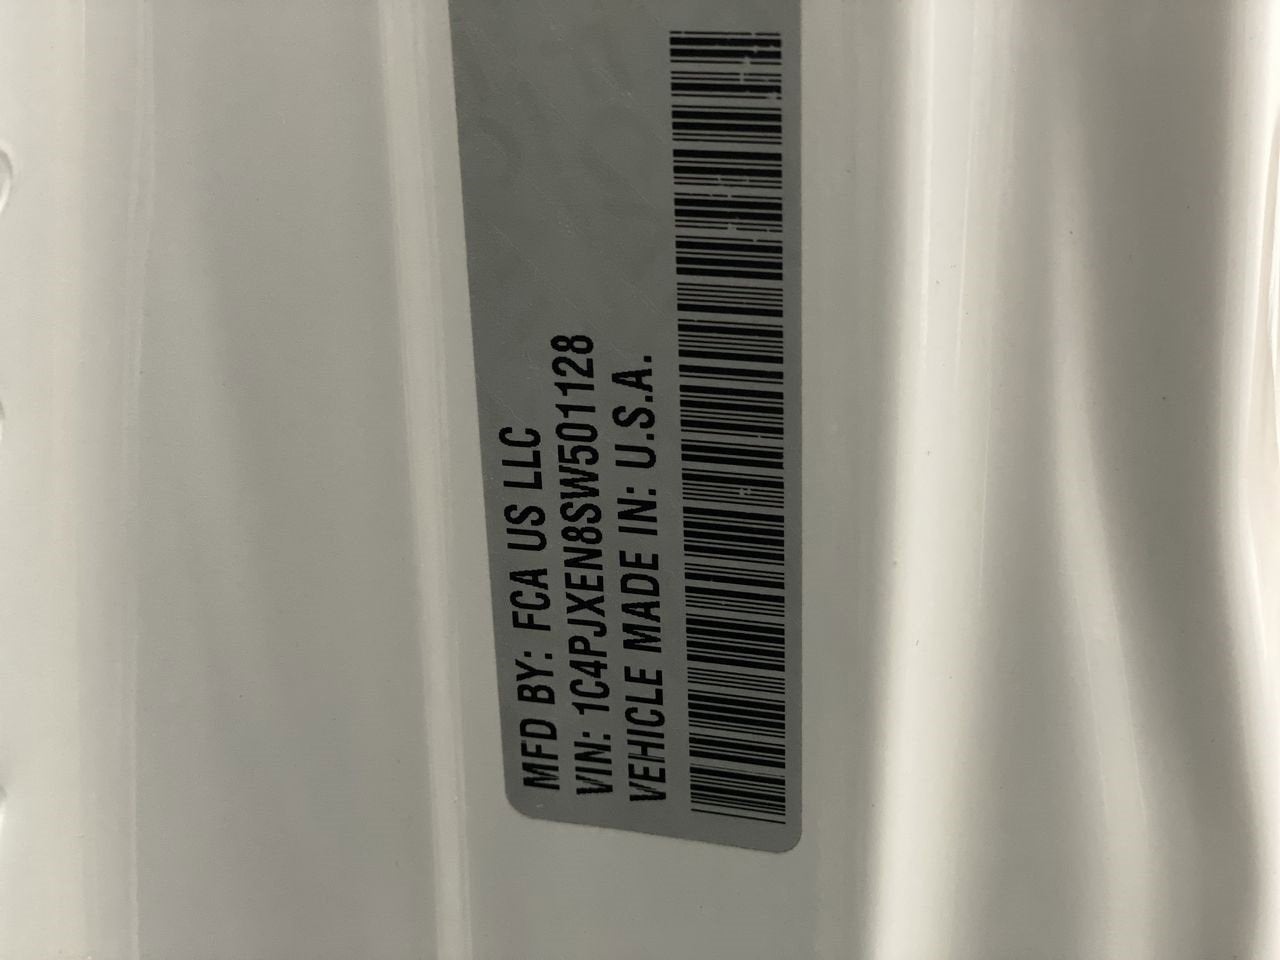 MFD BY: FCA US LLC
VIN: 1C4PJXEN8SW501128
VEHICLE MADE IN: U.S.A.